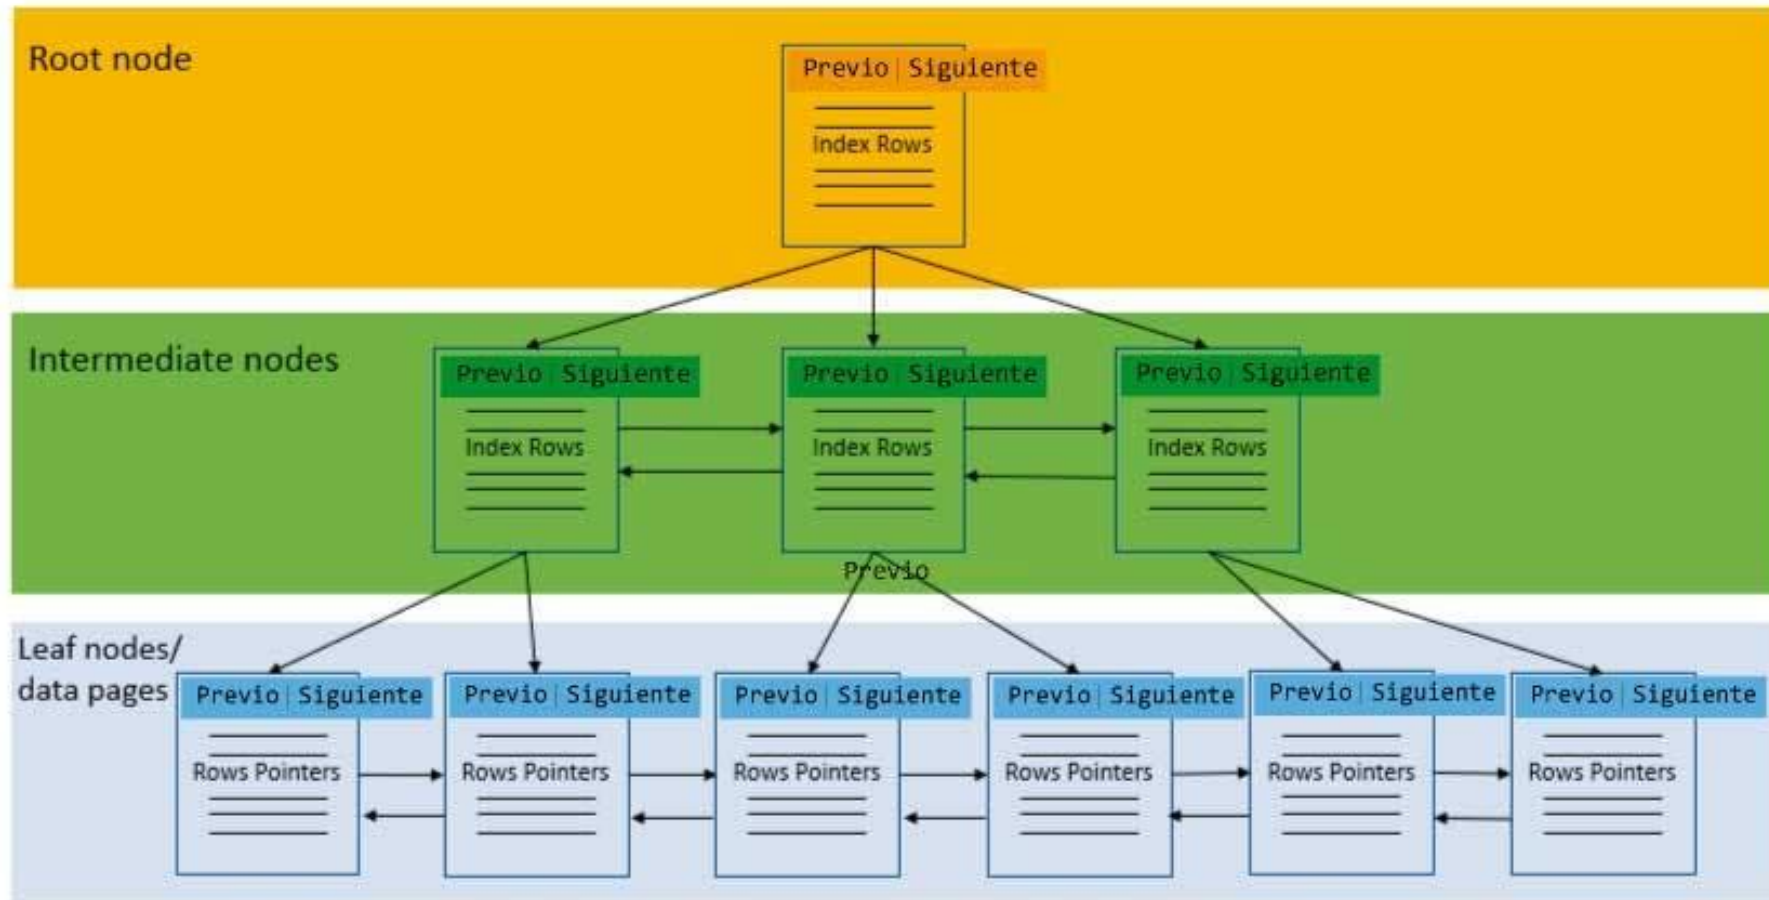 Root node
Previo | Siguiente
Index Rows
Intermediate nodes
Previo | Siguiente
Previo | Siguiente
Previo | Siguiente
Index Rows
Index Rows
Index Rows
Previo
Leaf nodes/
data pages
Previo | Siguiente
Previo | Siguiente
Previo | Siguiente
Previo | Siguiente
Previo | Siguiente
Previo | Siguiente
Rows Pointers
Rows Pointers
Rows Pointers
Rows Pointers
Rows Pointers
Rows Pointers